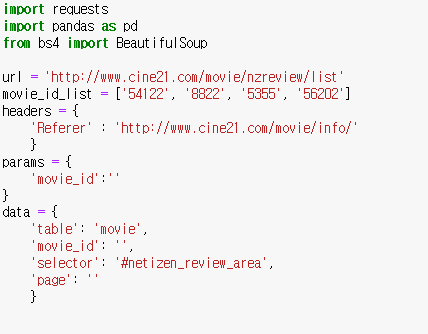 import requests
import pandas as pd
from bs4 import BeautifulSoup
url = 'http://www.cine21.com/movie/nzreview/list'
movie_id_list = ['54122', '8822', '5355', '56202']
headers = {
'Referer' : 'http://www.cine21.com/movie/info/'
}
params = {
'movie_id':''
}
data = {
'table': 'movie',
'movie_id': '',
'selector': '#netizen_review_area',
'page': ''
}